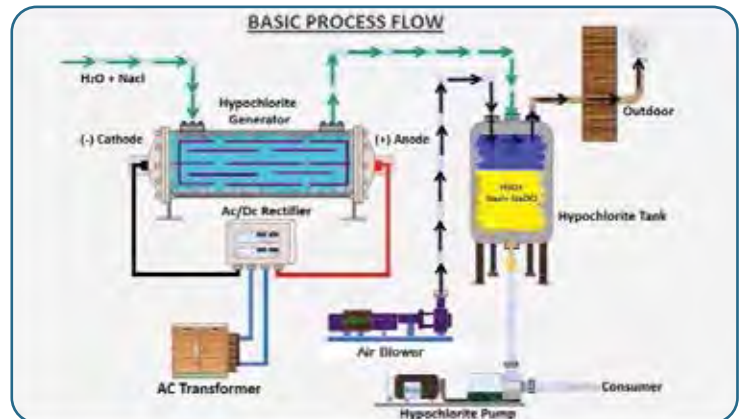 BASIC PROCESS FLOW
H₂O + Nacl
Hypochlorite
Generator
(-) Cathode
(+) Anode
Outdoor
Ac/Dc Rectifier
Hypochlorite Tank
Air Blower
AC Transformer
Consumer
Hypochlorite Pump